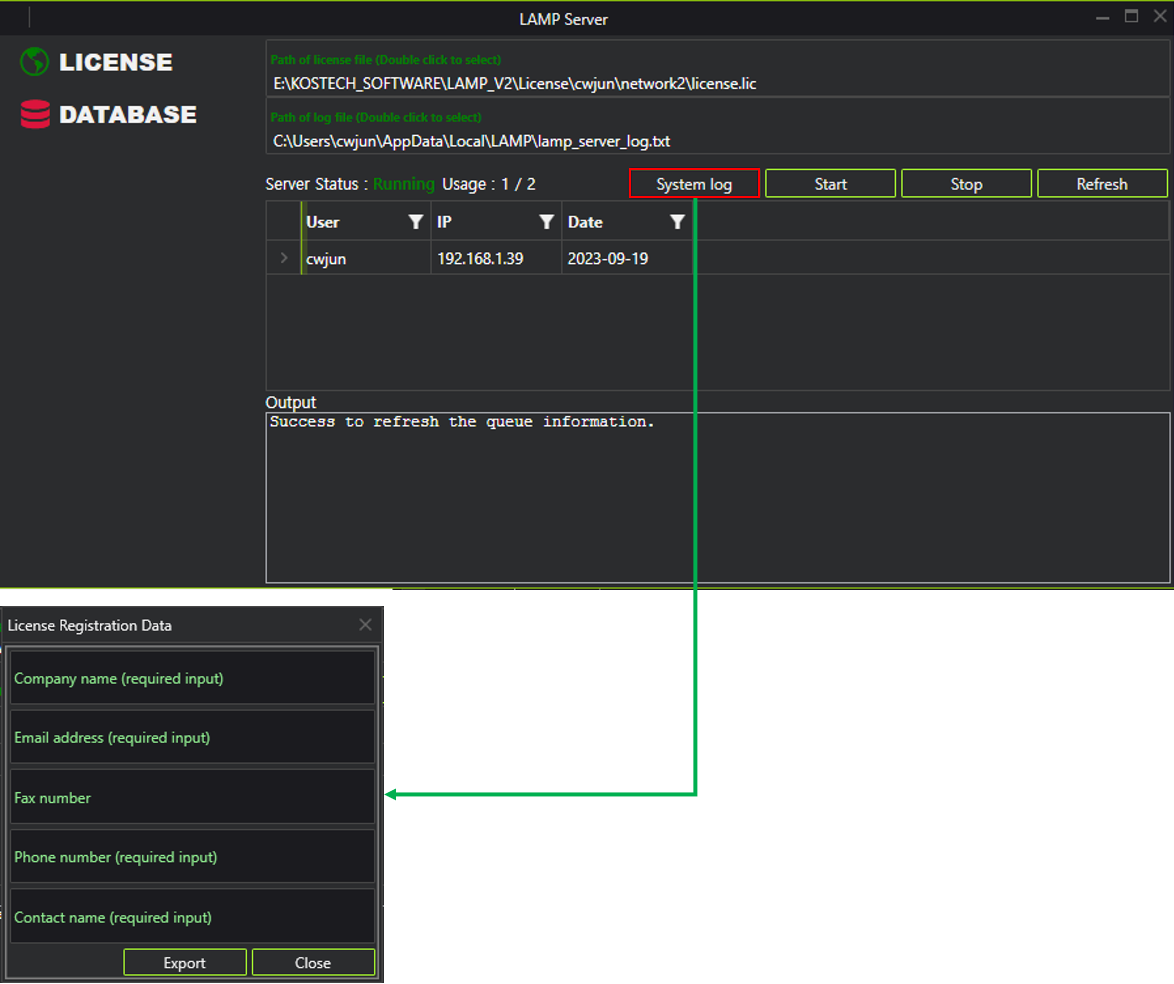 LAMP Server
LICENSE
DATABASE
Path of license file (Double click to select)
E:\KOSTECH_SOFTWARE\LAMP_V2\License\cwjun\network2\license.lic
Path of log file (Double click to select)
C:\Users\cwjun\AppData\Local\LAMP\lamp_server_log.txt
Server Status : Running Usage : 1 / 2
System log
Start
Stop
Refresh
User IP Date
cwjun 192.168.1.39 2023-09-19
Output
Success to refresh the queue information.
License Registration Data
Company name (required input)
Email address (required input)
Fax number
Phone number (required input)
Contact name (required input)
Export
Close